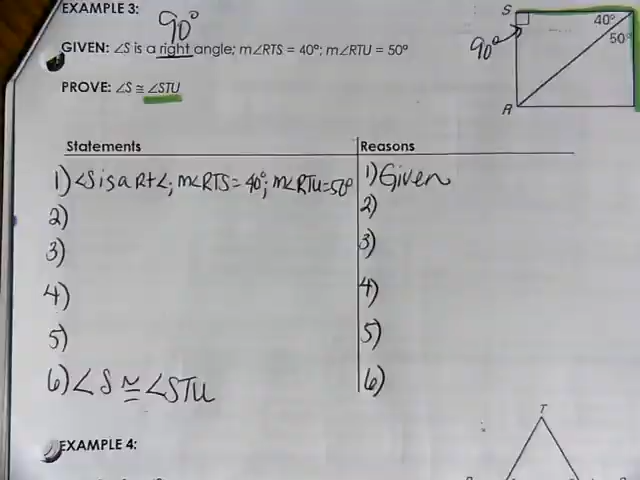 EXAMPLE 3:
90°
GIVEN: ∠S is a right angle; m∠RTS = 40°; m∠RTU = 50°
PROVE: ∠S ≅ ∠STU
S
40°
50°
90°
R
Statements
Reasons
1) ∠S is a Rt ∠; m∠RTS = 40°; m∠RTU = 50°
1) Given
2)
2)
3)
3)
4)
4)
5)
5)
6) ∠S ≅ ∠STU
6)
EXAMPLE 4:
T